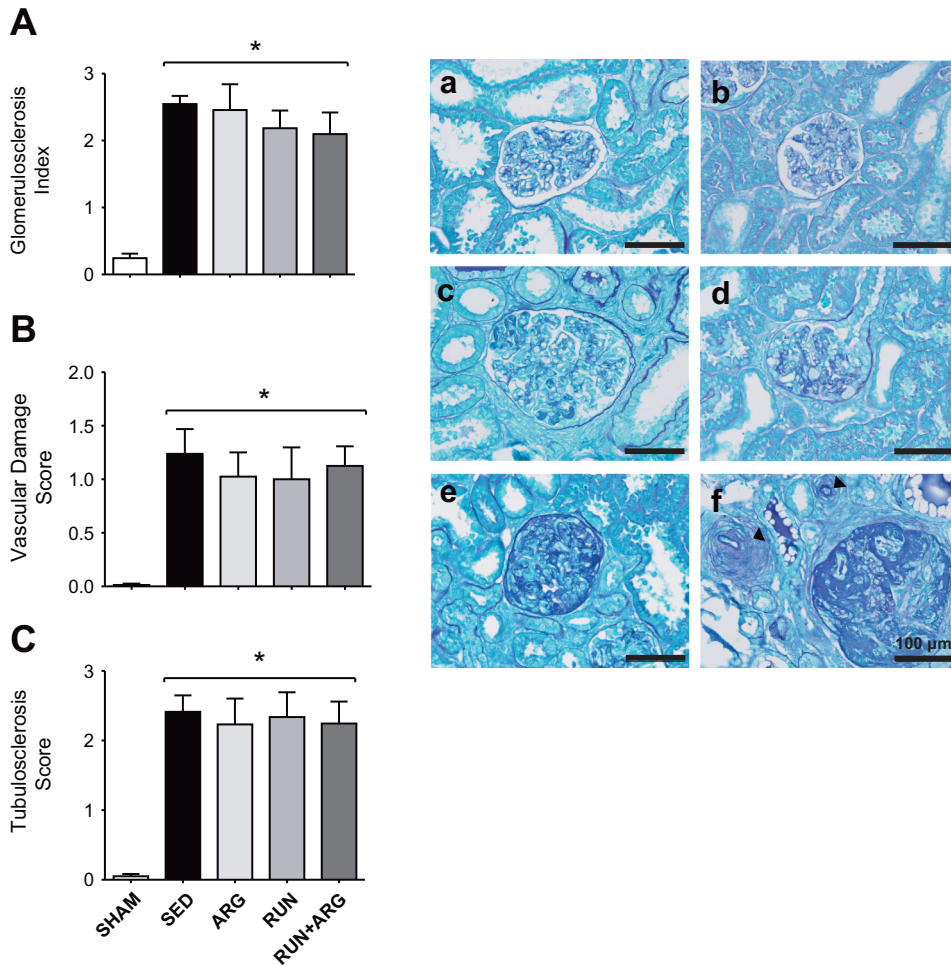 A
*
3
2
1
0
Glomerulosclerosis
Index
B
*
2.0
1.5
1.0
0.5
0.0
Vascular Damage
Score
C
*
3
2
1
0
Tubulosclerosis
Score
SHAM
SED
ARG
RUN
RUN+ARG
a
b
c
d
e
f
100 μm